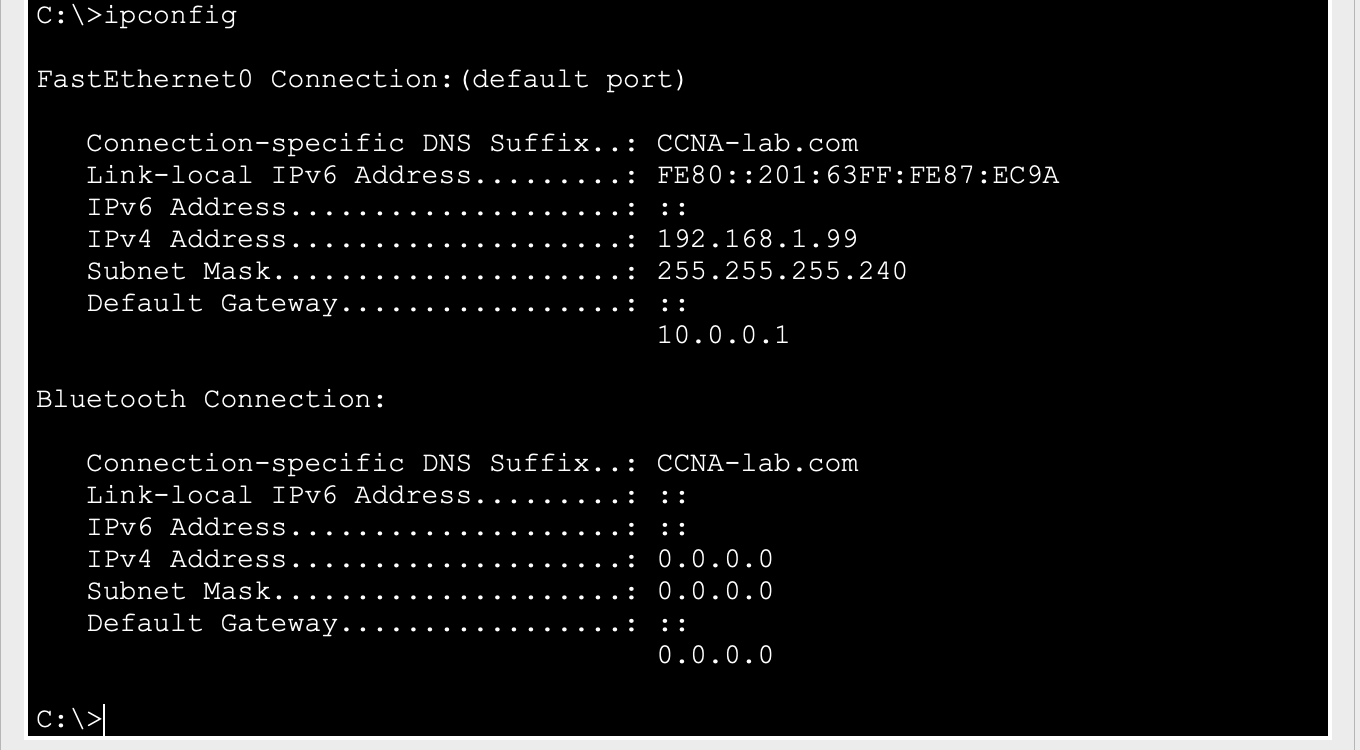 C:\>ipconfig
FastEthernet0 Connection:(default port)
Connection-specific DNS Suffix..: CCNA-lab.com
Link-local IPv6 Address.........: FE80::201:63FF:FE87:EC9A
IPv6 Address....................: ::
IPv4 Address....................: 192.168.1.99
Subnet Mask.....................: 255.255.255.240
Default Gateway.................: ::
10.0.0.1
Bluetooth Connection:
Connection-specific DNS Suffix..: CCNA-lab.com
Link-local IPv6 Address.........: ::
IPv6 Address....................: ::
IPv4 Address....................: 0.0.0.0
Subnet Mask.....................: 0.0.0.0
Default Gateway.................: ::
0.0.0.0
C:\>